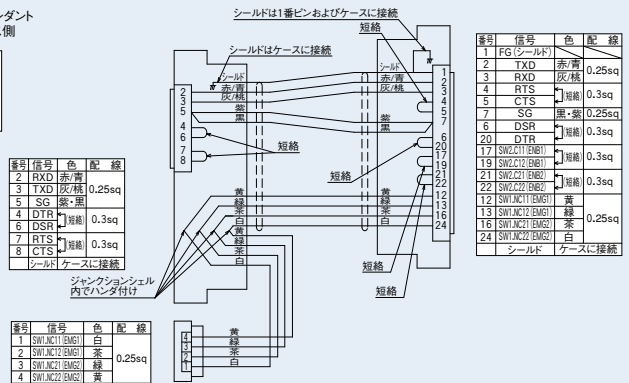 ンダント
側
シールドは1番ピンおよびケースに接続
短絡
シールドはケースに接続
シールド
赤/青
灰/桃
紫
黒
2
3
5
4
6
7
8
短絡
短絡
シールド
赤/青
灰/桃
紫
黒
1
2
3
4
5
7
6
20
17
19
21
22
12
13
16
24
黄
緑
茶
白
黄
緑
茶
白
黄
緑
茶
白
短絡
短絡
ジャンクションシェル
内でハンダ付け
4
3
2
1
黄
緑
茶
白
番号 信号 色 配 線
2 RXD 赤/青 0.25sq
3 TXD 灰/桃
5 SG 紫・黒
4 DTR (短絡) 0.3sq
6 DSR
7 RTS (短絡) 0.3sq
8 CTS
シールド ケースに接続
番号 信号 色 配 線
1 SW1.NC11(EMG1) 白 0.25sq
2 SW1.NC12(EMG1) 茶
3 SW1.NC21(EMG2) 緑
4 SW1.NC22(EMG2) 黄
番号 信号 色 配 線
1 FG(シールド)
2 TXD 赤/青 0.25sq
3 RXD 灰/桃
4 RTS (短絡) 0.3sq
5 CTS
7 SG 黒・紫 0.25sq
6 DSR (短絡) 0.3sq
20 DTR
17 SW2.C11(ENB1) (短絡) 0.3sq
19 SW2.C12(ENB1)
21 SW2.C21(ENB2) (短絡) 0.3sq
22 SW2.C22(ENB2)
12 SW1.NC11(EMG1) 黄 0.25sq
13 SW1.NC12(EMG1) 緑
16 SW1.NC21(EMG2) 茶
24 SW1.NC22(EMG2) 白
シールド ケースに接続